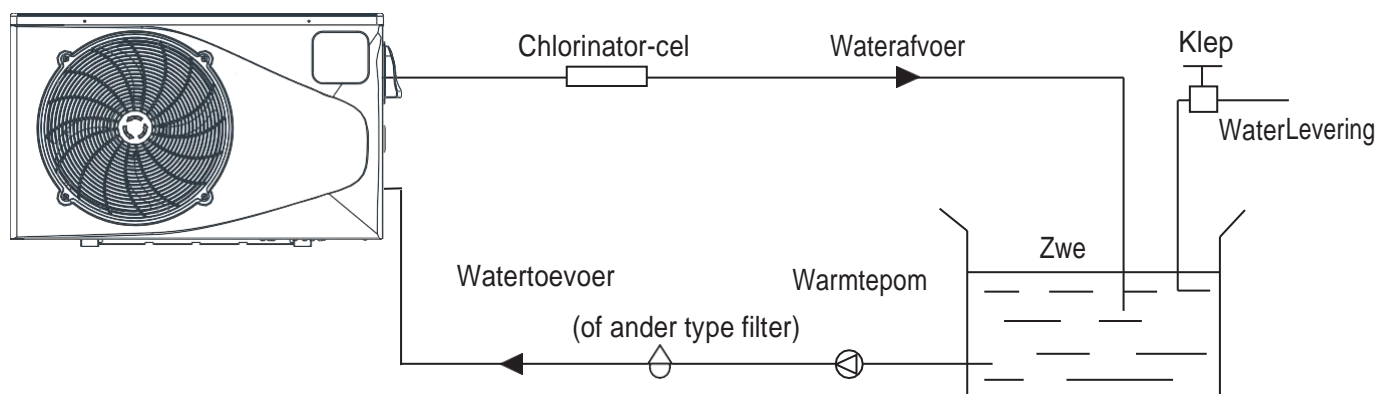 Chlorinator-cel
Waterafvoer
Klep
WaterLevering
Zwe
Watertoevoer
Warmtepom
(of ander type filter)